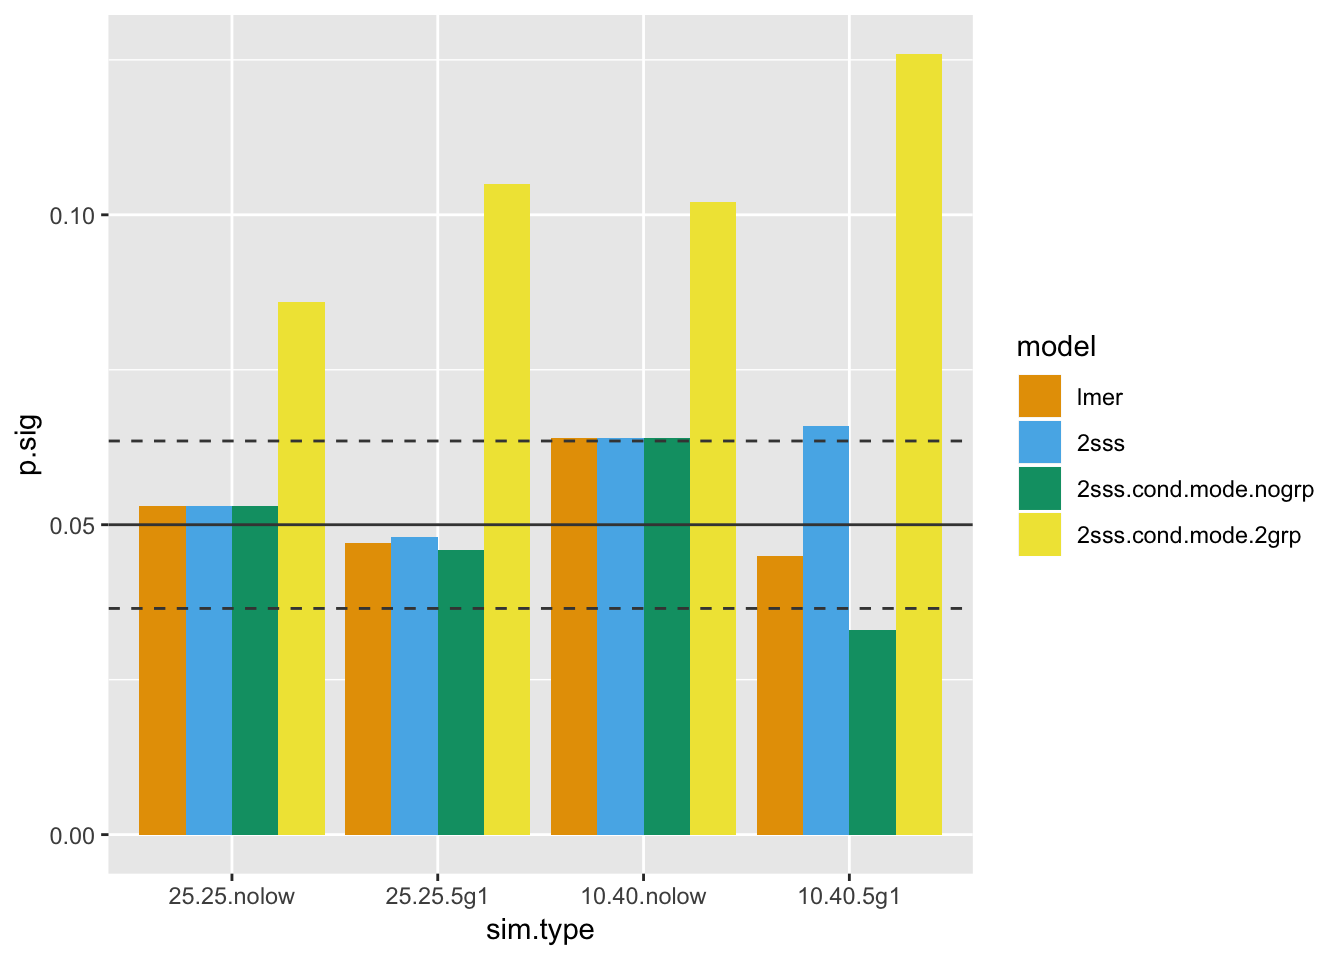 0.10
0.05
0.00
p.sig
25.25.nolow
25.25.5g1
10.40.nolow
10.40.5g1
sim.type
model
lmer
2sss
2sss.cond.mode.nogrp
2sss.cond.mode.2grp